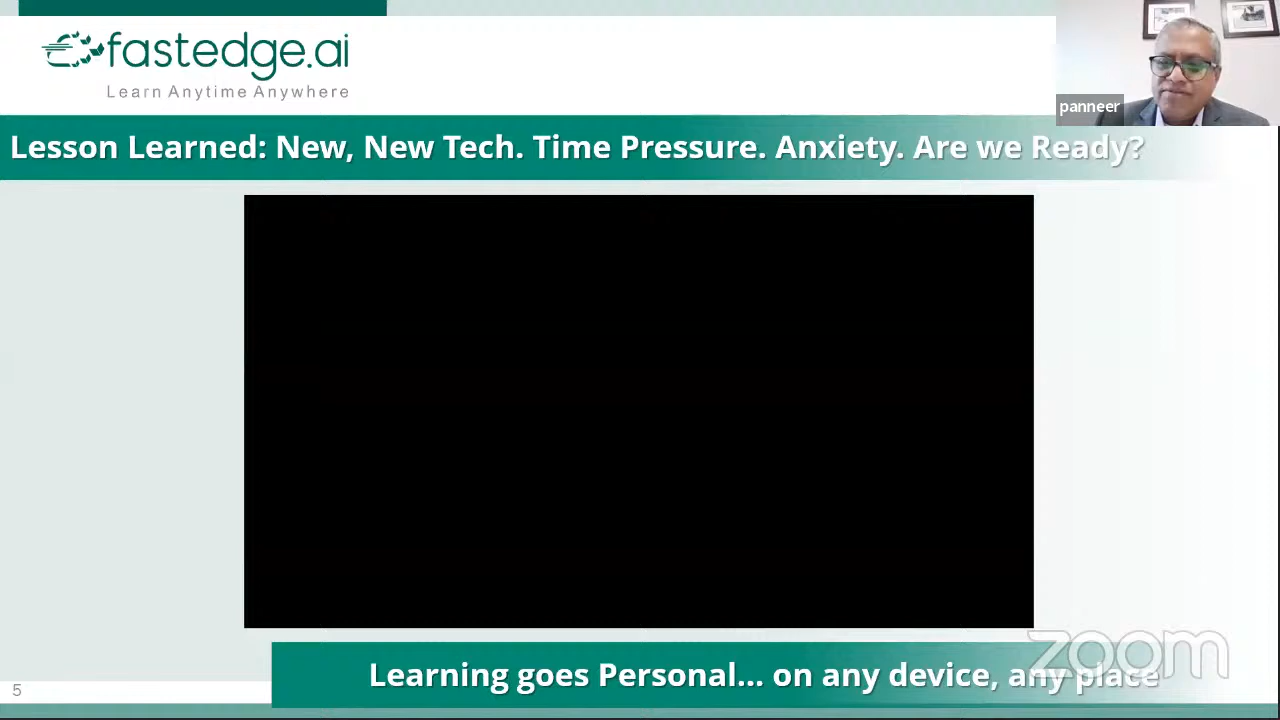 fastedge.ai
Learn Anytime Anywhere
panneer
Lesson Learned: New, New Tech. Time Pressure. Anxiety. Are we Ready?
Learning goes Personal... on any device, any place
zoom
5